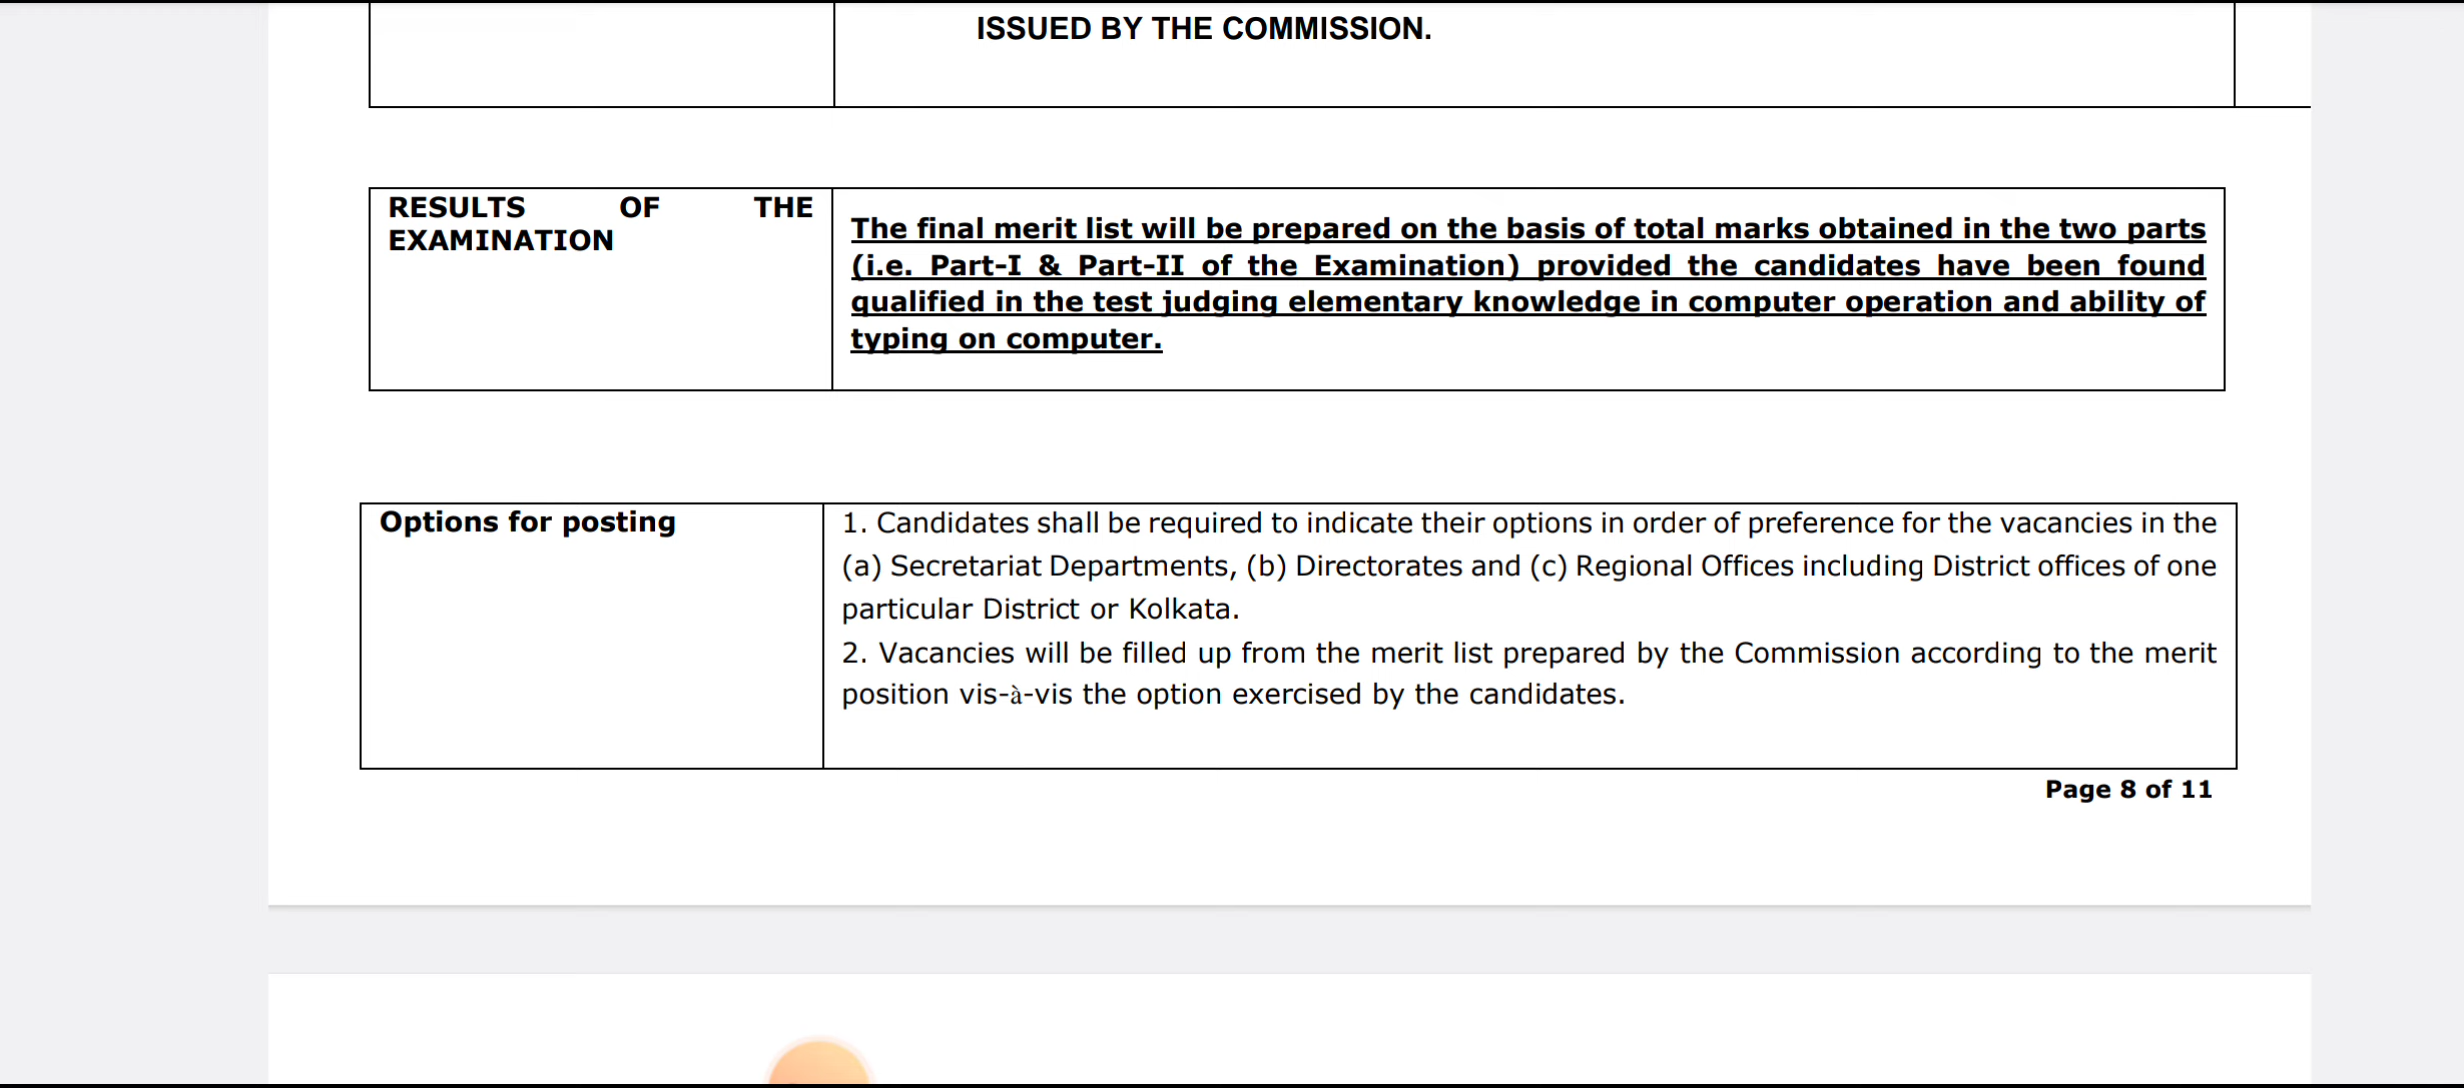 ISSUED BY THE COMMISSION.
RESULTS OF THE
EXAMINATION
The final merit list will be prepared on the basis of total marks obtained in the two parts
(i.e. Part-I & Part-II of the Examination) provided the candidates have been found
qualified in the test judging elementary knowledge in computer operation and ability of
typing on computer.
Options for posting
1. Candidates shall be required to indicate their options in order of preference for the vacancies in the
(a) Secretariat Departments, (b) Directorates and (c) Regional Offices including District offices of one
particular District or Kolkata.
2. Vacancies will be filled up from the merit list prepared by the Commission according to the merit
position vis-à-vis the option exercised by the candidates.
Page 8 of 11